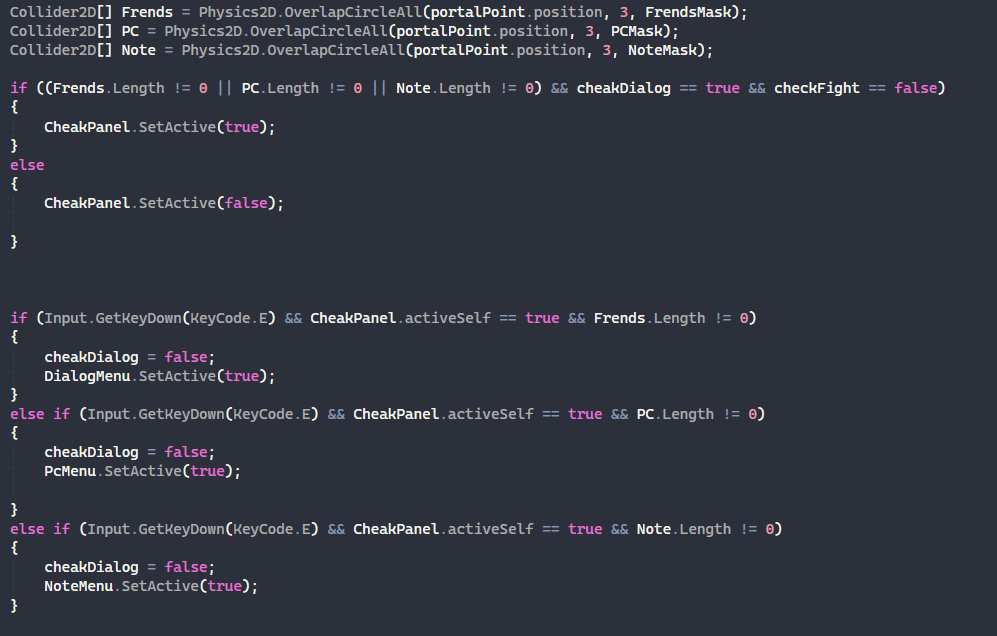 Collider2D[] Frends = Physics2D.OverlapCircleAll(portalPoint.position, 3, FrendsMask);
Collider2D[] PC = Physics2D.OverlapCircleAll(portalPoint.position, 3, PCMask);
Collider2D[] Note = Physics2D.OverlapCircleAll(portalPoint.position, 3, NoteMask);
if ((Frends.Length != 0 || PC.Length != 0 || Note.Length != 0) && cheakDialog == true && checkFight == false)
{
    CheakPanel.SetActive(true);
}
else
{
    CheakPanel.SetActive(false);
}
if (Input.GetKeyDown(KeyCode.E) && CheakPanel.activeSelf == true && Frends.Length != 0)
{
    cheakDialog = false;
    DialogMenu.SetActive(true);
}
else if (Input.GetKeyDown(KeyCode.E) && CheakPanel.activeSelf == true && PC.Length != 0)
{
    cheakDialog = false;
    PcMenu.SetActive(true);
}
else if (Input.GetKeyDown(KeyCode.E) && CheakPanel.activeSelf == true && Note.Length != 0)
{
    cheakDialog = false;
    NoteMenu.SetActive(true);
}